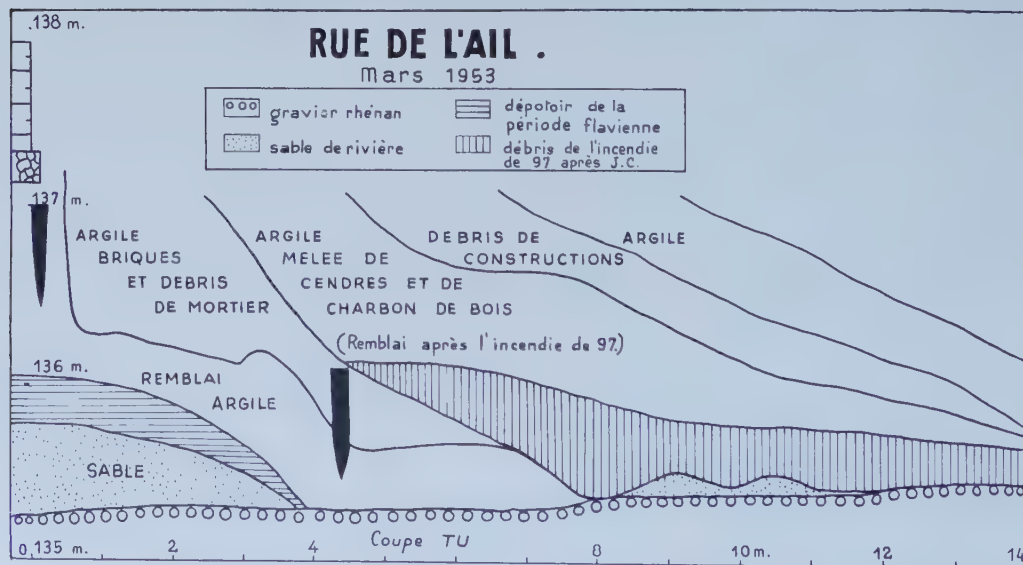 138 m.
RUE DE L'AIL .
Mars 1953
gravier rhénan
dépotoir de la
période flavienne
sable de rivière
débris de l'incendie
de 97 après J.C.
137 m.
ARGILE
BRIQUES
ET DEBRIS
DE MORTIER
ARGILE
MELEE DE
CENDRES ET DE
CHARBON DE BOIS
(Remblai après l'incendie de 97.)
DEBRIS DE
CONSTRUCTIONS
ARGILE
136 m.
REMBLAI
ARGILE
SABLE
Coupe TU
0,135 m. 2 4 8 10 m. 12 14